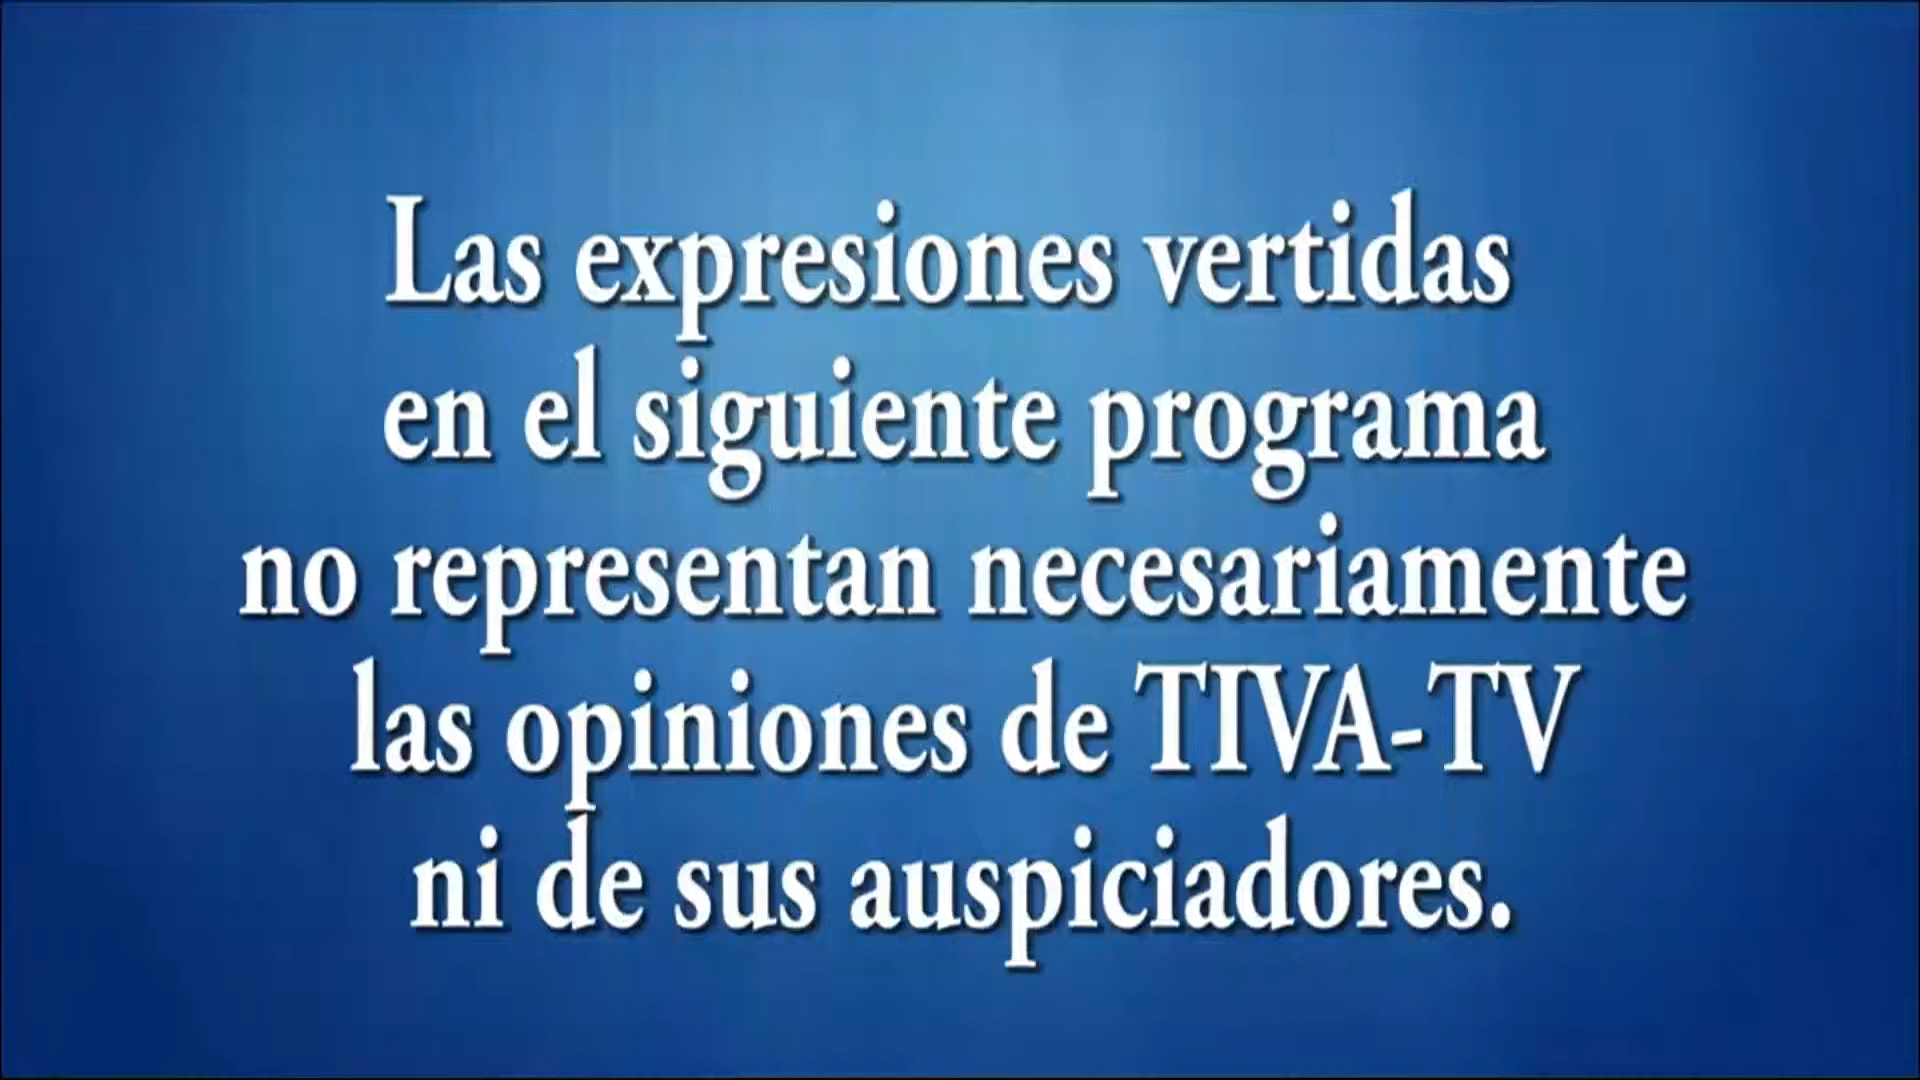 Las expresiones vertidas
en el siguiente programa
no representan necesariamente
las opiniones de TIVA-TV
ni de sus auspiciadores.